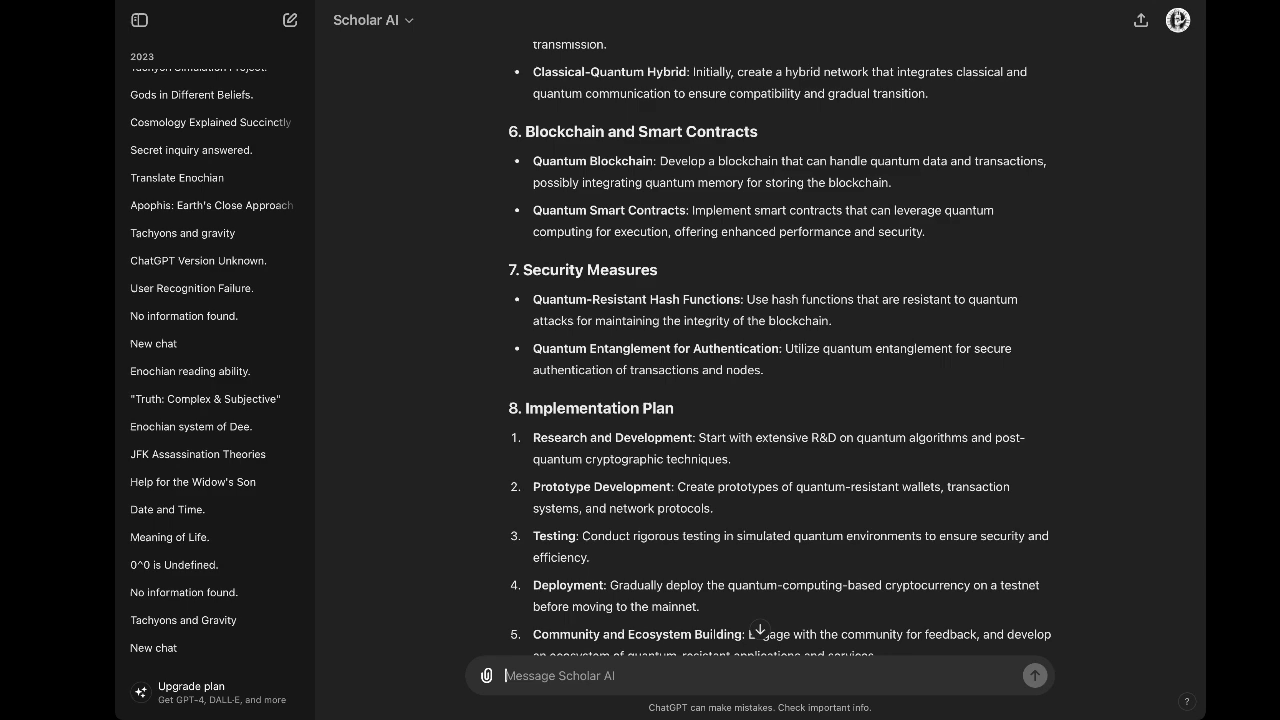 Scholar AI
2023
Tachyon Simulation Project.
Gods in Different Beliefs.
Cosmology Explained Succinctly
Secret inquiry answered.
Translate Enochian
Apophis: Earth's Close Approach
Tachyons and gravity
ChatGPT Version Unknown.
User Recognition Failure.
No information found.
New chat
Enochian reading ability.
"Truth: Complex & Subjective"
Enochian system of Dee.
JFK Assassination Theories
Help for the Widow's Son
Date and Time.
Meaning of Life.
0^0 is Undefined.
No information found.
Tachyons and Gravity
New chat
Upgrade plan
Get GPT-4, DALL·E, and more
transmission.
• Classical-Quantum Hybrid: Initially, create a hybrid network that integrates classical and
quantum communication to ensure compatibility and gradual transition.
6. Blockchain and Smart Contracts
• Quantum Blockchain: Develop a blockchain that can handle quantum data and transactions,
possibly integrating quantum memory for storing the blockchain.
• Quantum Smart Contracts: Implement smart contracts that can leverage quantum
computing for execution, offering enhanced performance and security.
7. Security Measures
• Quantum-Resistant Hash Functions: Use hash functions that are resistant to quantum
attacks for maintaining the integrity of the blockchain.
• Quantum Entanglement for Authentication: Utilize quantum entanglement for secure
authentication of transactions and nodes.
8. Implementation Plan
1. Research and Development: Start with extensive R&D on quantum algorithms and post-
quantum cryptographic techniques.
2. Prototype Development: Create prototypes of quantum-resistant wallets, transaction
systems, and network protocols.
3. Testing: Conduct rigorous testing in simulated quantum environments to ensure security and
efficiency.
4. Deployment: Gradually deploy the quantum-computing-based cryptocurrency on a testnet
before moving to the mainnet.
5. Community and Ecosystem Building: Engage with the community for feedback, and develop
an ecosystem of quantum-resistant applications and services.
Message Scholar AI
ChatGPT can make mistakes. Check important info.
?